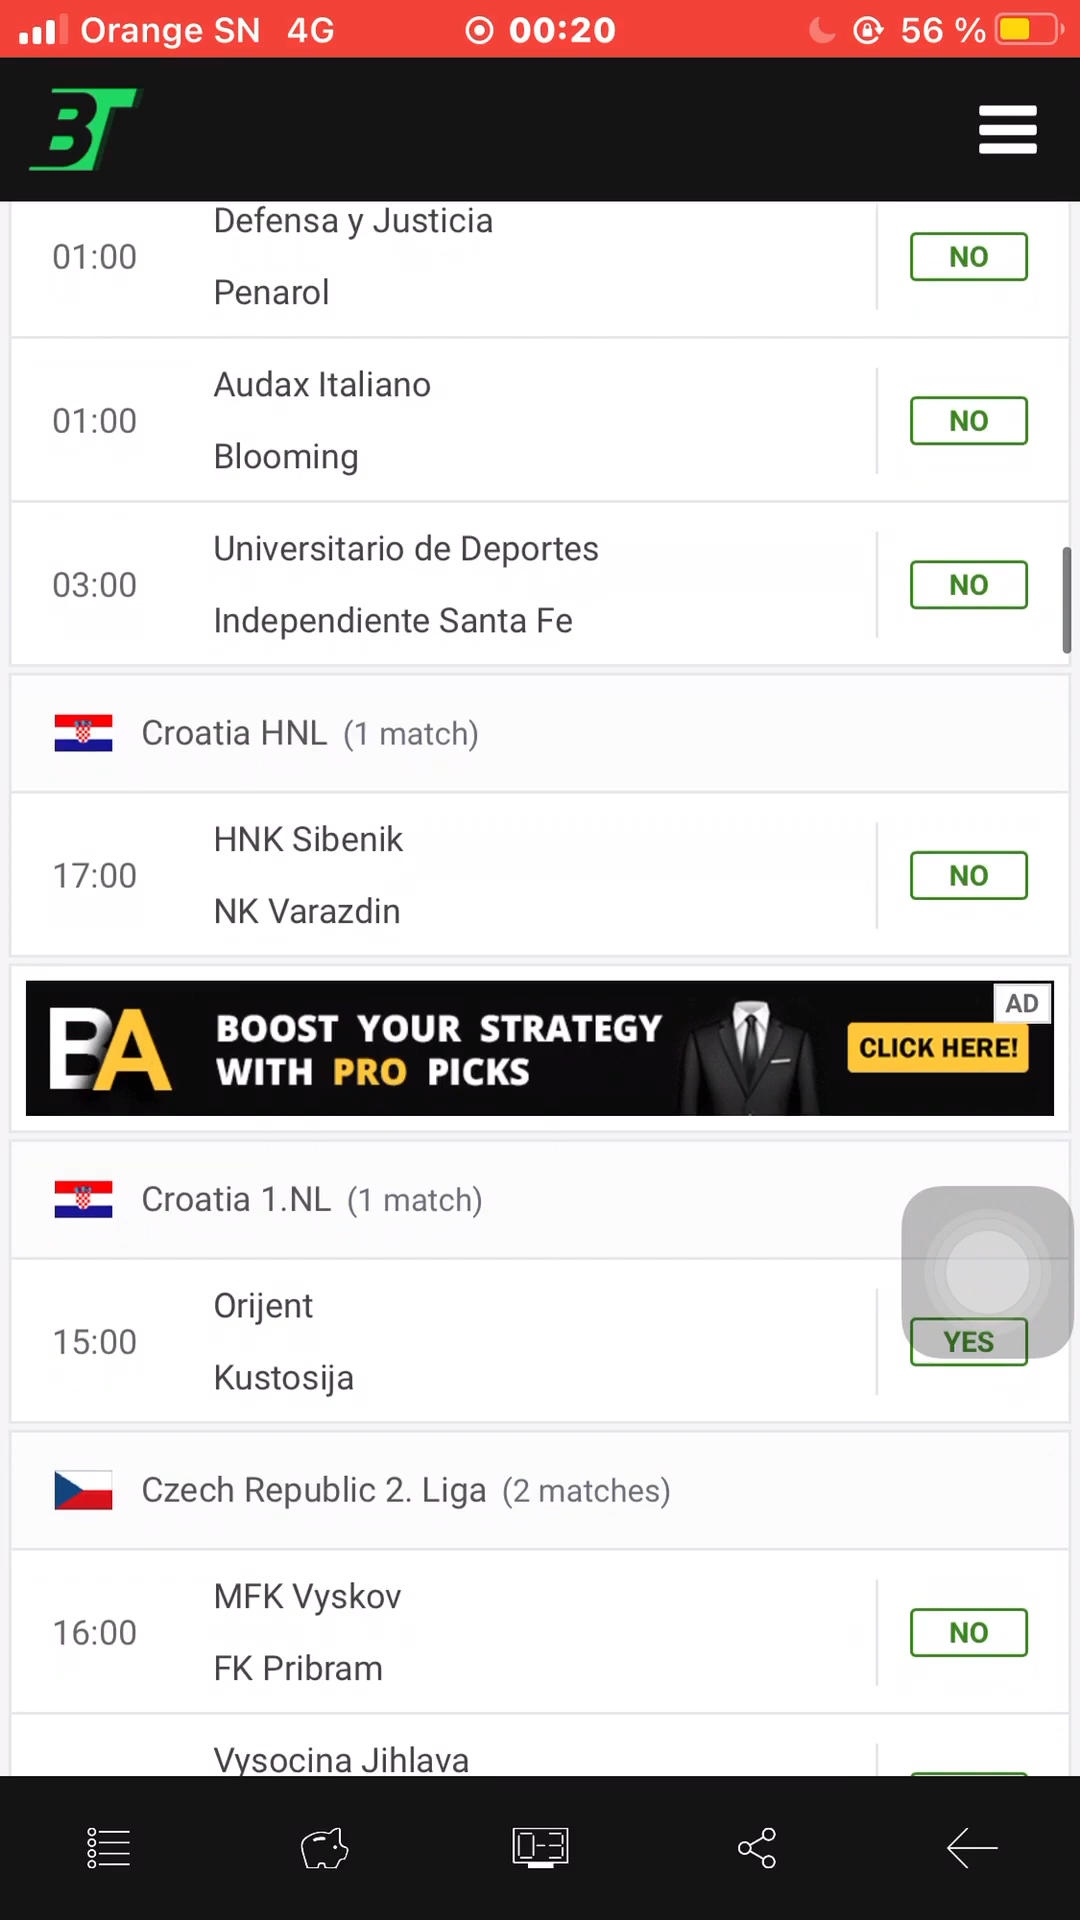 Orange SN 4G 00:20 56 %
BT
Defensa y Justicia
01:00 NO
Penarol
Audax Italiano
01:00 NO
Blooming
Universitario de Deportes
03:00 NO
Independiente Santa Fe
Croatia HNL (1 match)
HNK Sibenik
17:00 NO
NK Varazdin
AD
BA BOOST YOUR STRATEGY
WITH PRO PICKS
CLICK HERE!
Croatia 1.NL (1 match)
Orijent
15:00 YES
Kustosija
Czech Republic 2. Liga (2 matches)
MFK Vyskov
16:00 NO
FK Pribram
Vysocina Jihlava
0-3